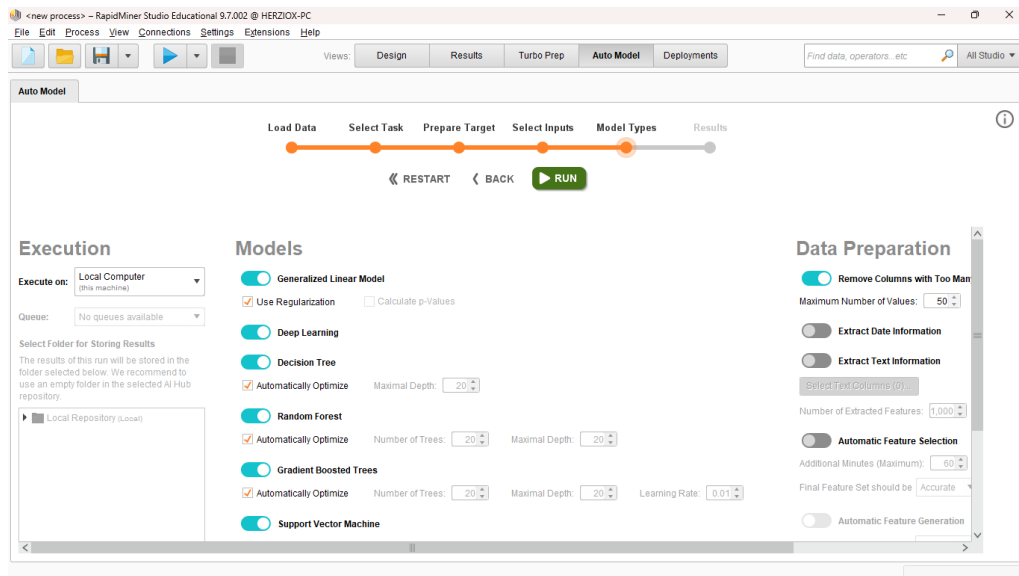 <new process> – RapidMiner Studio Educational 9.7.002 @ HERZIOX-PC
File Edit Process View Connections Settings Extensions Help
Views: Design Results Turbo Prep Auto Model Deployments
Find data, operators...etc All Studio
Auto Model
Load Data Select Task Prepare Target Select Inputs Model Types Results
RESTART BACK RUN
Execution
Execute on: Local Computer
(this machine)
Queue: No queues available
Select Folder for Storing Results
The results of this run will be stored in the
folder selected below. We recommend to
use an empty folder in the selected AI Hub
repository.
Local Repository (Local)
Models
Generalized Linear Model
Use Regularization Calculate p-Values
Deep Learning
Decision Tree
Automatically Optimize Maximal Depth: 20
Random Forest
Automatically Optimize Number of Trees: 20 Maximal Depth: 20
Gradient Boosted Trees
Automatically Optimize Number of Trees: 20 Maximal Depth: 20 Learning Rate: 0.01
Support Vector Machine
Data Preparation
Remove Columns with Too Man
Maximum Number of Values: 50
Extract Date Information
Extract Text Information
Select Text Columns (0)...
Number of Extracted Features: 1,000
Automatic Feature Selection
Additional Minutes (Maximum): 60
Final Feature Set should be Accurate
Automatic Feature Generation